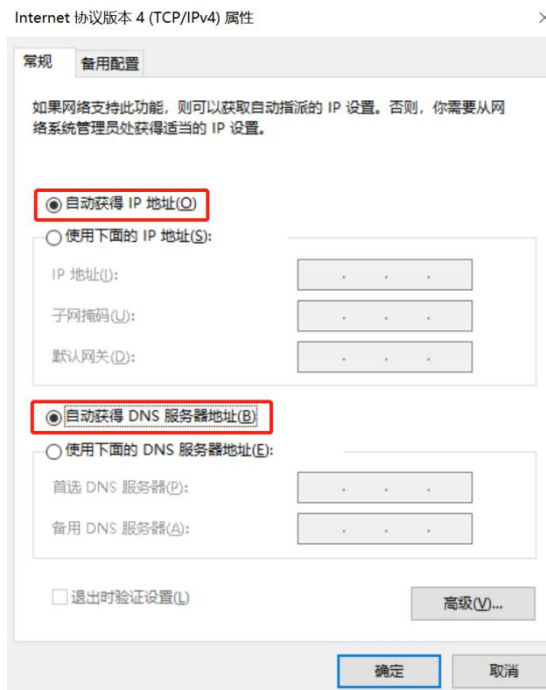 Internet 协议版本 4 (TCP/IPv4) 属性
常规
备用配置
如果网络支持此功能，则可以获取自动指派的 IP 设置。否则，你需要从网
络系统管理员处获得适当的 IP 设置。
自动获得 IP 地址(O)
使用下面的 IP 地址(S):
IP 地址(I):
子网掩码(U):
默认网关(D):
自动获得 DNS 服务器地址(B)
使用下面的 DNS 服务器地址(E):
首选 DNS 服务器(P):
备用 DNS 服务器(A):
退出时验证设置(L)
高级(V)...
确定
取消